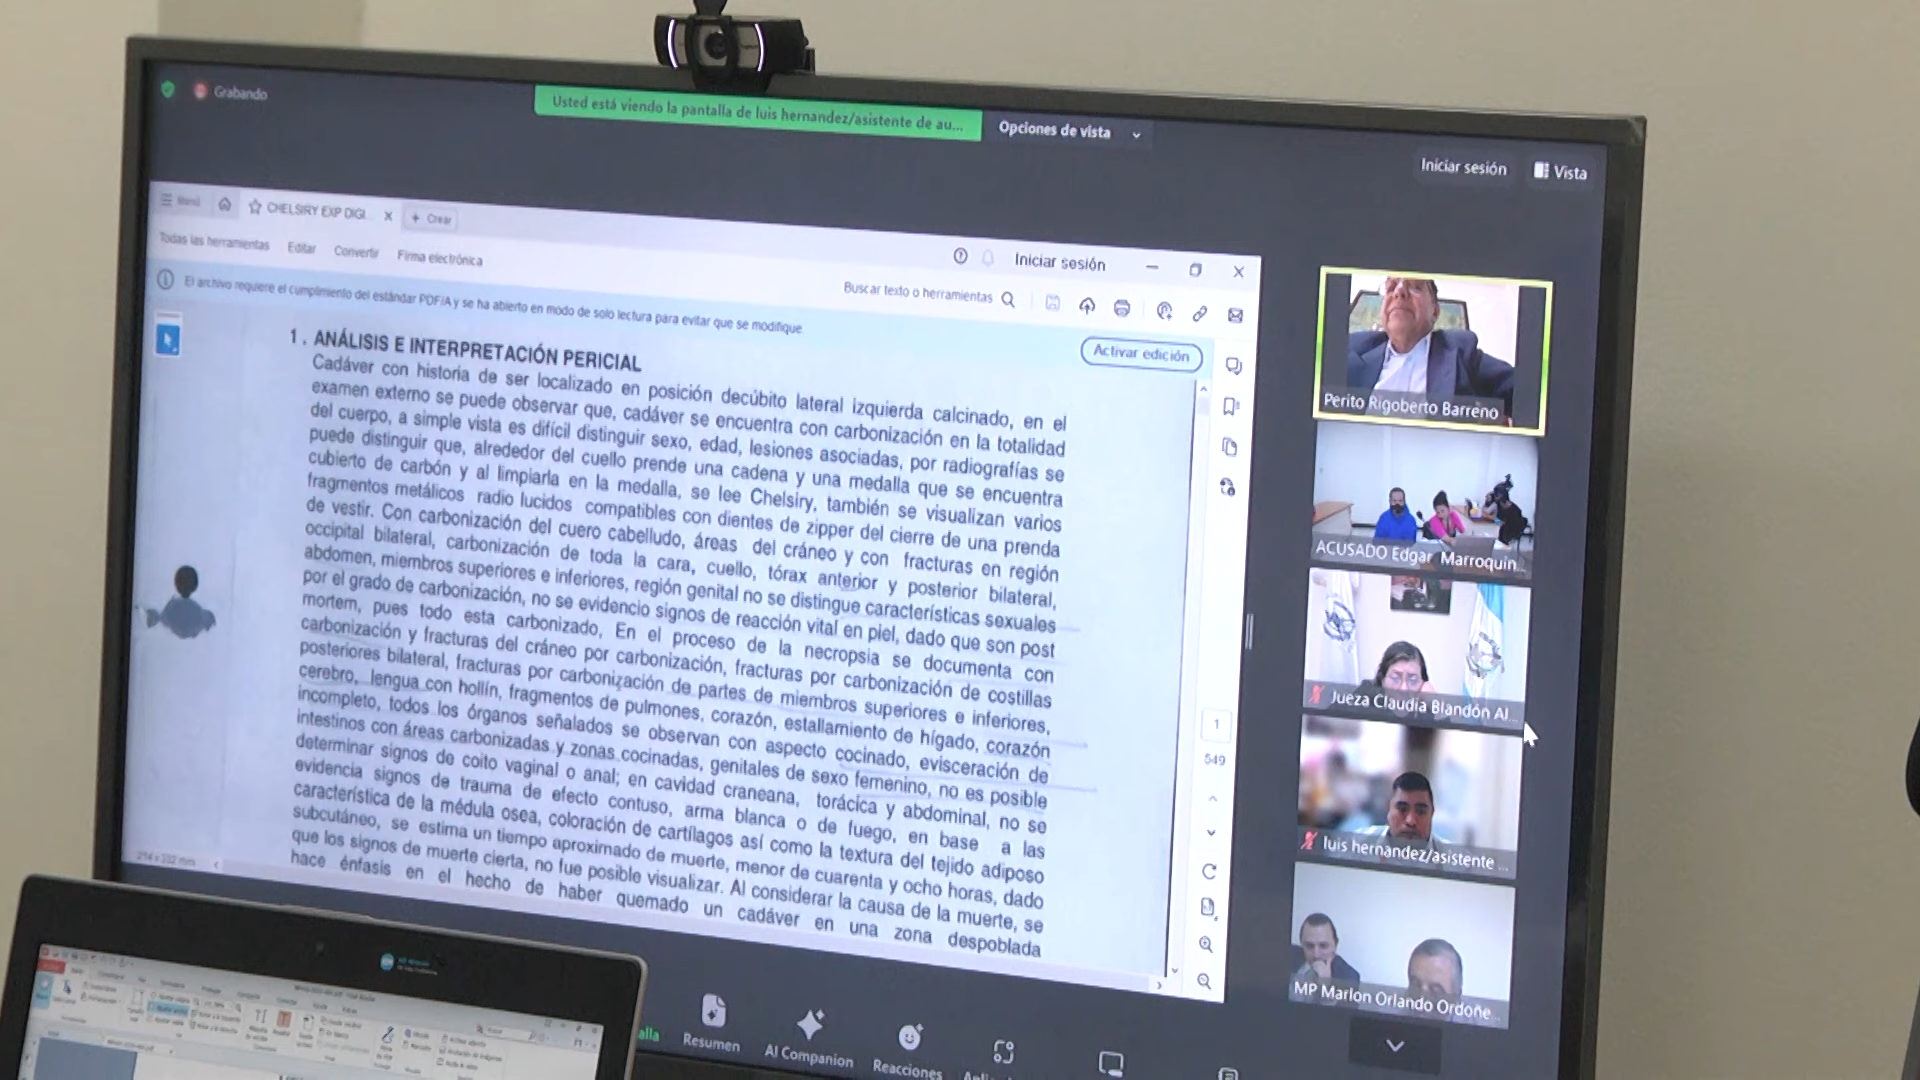 Grabando
Usted está viendo la pantalla de luis hernandez/asistente de au...
Opciones de vista
Iniciar sesión
Vista
Menú
CHELSIRY EXP DIGI...
Crear
Todas las herramientas
Editar
Convertir
Firma electrónica
Iniciar sesión
Buscar texto o herramientas
El archivo requiere el cumplimiento del estándar PDF/A y se ha abierto en modo de solo lectura para evitar que se modifique.
Activar edición
1. ANÁLISIS E INTERPRETACIÓN PERICIAL
Cadáver con historia de ser localizado en posición decúbito lateral izquierda calcinado, en el
examen externo se puede observar que, cadáver se encuentra con carbonización en la totalidad
del cuerpo, a simple vista es difícil distinguir sexo, edad, lesiones asociadas, por radiografías se
puede distinguir que, alrededor del cuello prende una cadena y una medalla que se encuentra
cubierto de carbón y al limpiarla en la medalla, se lee Chelsiry, también se visualizan varios
fragmentos metálicos radio lucidos compatibles con dientes de zipper del cierre de una prenda
de vestir. Con carbonización del cuero cabelludo, áreas del cráneo y con fracturas en región
occipital bilateral, carbonización de toda la cara, cuello, tórax anterior y posterior bilateral,
abdomen, miembros superiores e inferiores, región genital no se distingue características sexuales
por el grado de carbonización, no se evidencio signos de reacción vital en piel, dado que son post
mortem, pues todo esta carbonizado, En el proceso de la necropsia se documenta con
carbonización y fracturas del cráneo por carbonización, fracturas por carbonización de costillas
posteriores bilateral, fracturas por carbonización de partes de miembros superiores e inferiores,
cerebro, lengua con hollín, fragmentos de pulmones, corazón, estallamiento de hígado, corazón
incompleto, todos los órganos señalados se observan con aspecto cocinado, evisceración de
intestinos con áreas carbonizadas y zonas cocinadas, genitales de sexo femenino, no es posible
determinar signos de coito vaginal o anal; en cavidad craneana, torácica y abdominal, no se
evidencia signos de trauma de efecto contuso, arma blanca o de fuego, en base a las
característica de la médula osea, coloración de cartílagos así como la textura del tejido adiposo
subcutáneo, se estima un tiempo aproximado de muerte, menor de cuarenta y ocho horas, dado
que los signos de muerte cierta, no fue posible visualizar. Al considerar la causa de la muerte, se
hace énfasis en el hecho de haber quemado un cadáver en una zona despoblada
214 x 332 mm
1
549
Perito Rigoberto Barreno
ACUSADO Edgar Marroquin...
Jueza Claudia Blandón Al...
luis hernandez/asistente ...
MP Marlon Orlando Ordoñe...
alla
Resumen
AI Companion
Reacciones